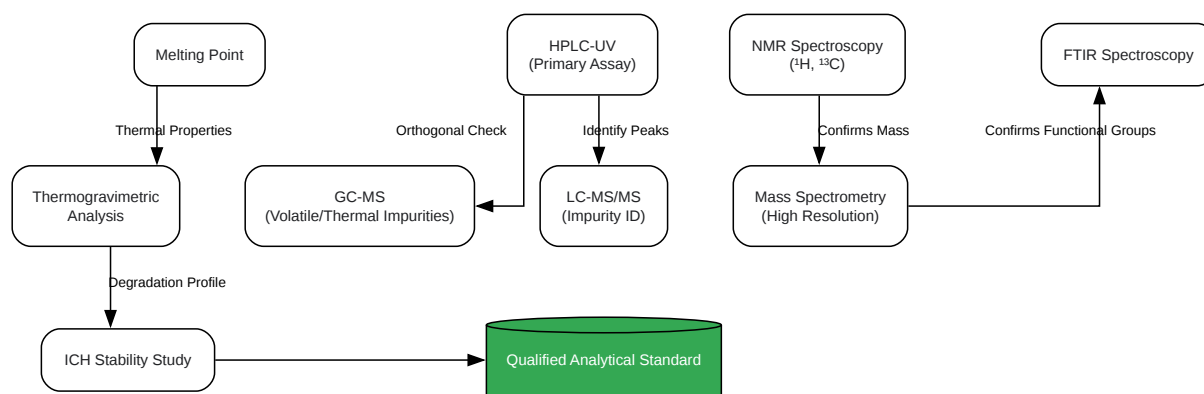 Melting Point
HPLC-UV
(Primary Assay)
NMR Spectroscopy
(¹H, ¹³C)
FTIR Spectroscopy
Thermal Properties
Orthogonal Check
Identify Peaks
Confirms Mass
Confirms Functional Groups
Thermogravimetric
Analysis
GC-MS
(Volatile/Thermal Impurities)
LC-MS/MS
(Impurity ID)
Mass Spectrometry
(High Resolution)
Degradation Profile
ICH Stability Study
Qualified Analytical Standard